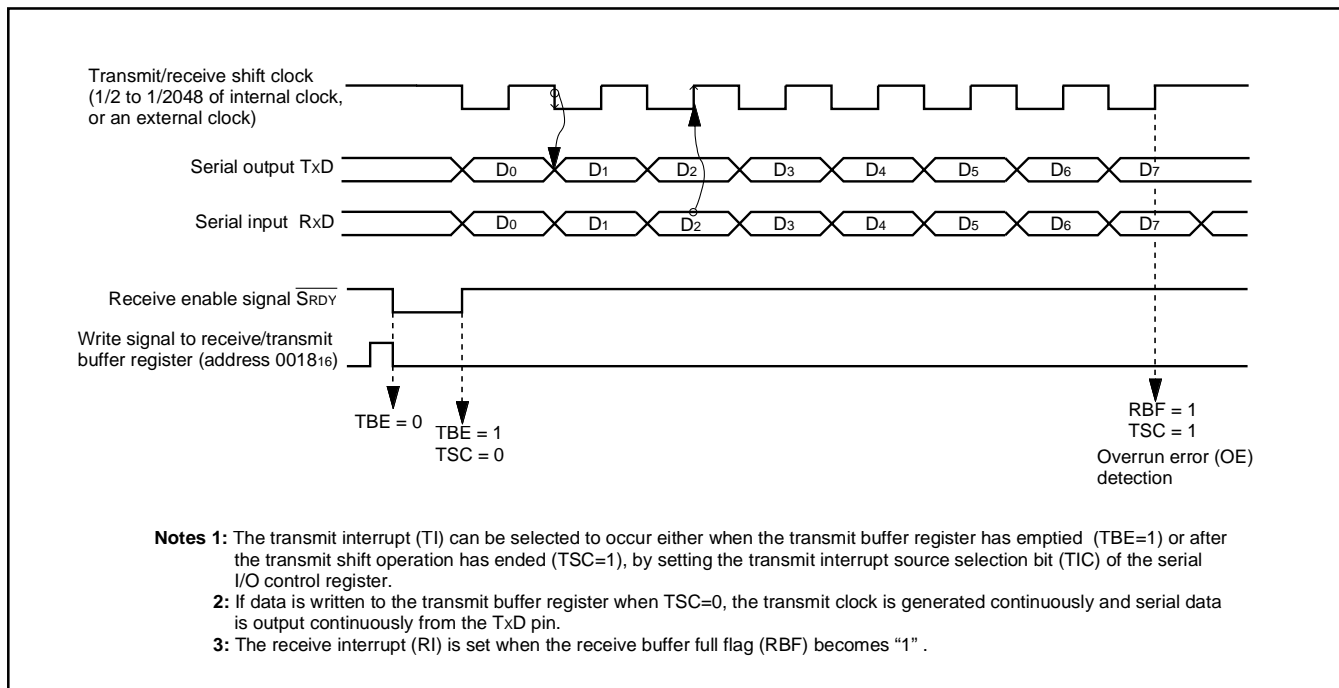 Transmit/receive shift clock
(1/2 to 1/2048 of internal clock,
or an external clock)
Serial output TxD
D0 D1 D2 D3 D4 D5 D6 D7
Serial input RxD
D0 D1 D2 D3 D4 D5 D6 D7
Receive enable signal S̅R̅D̅Y̅
Write signal to receive/transmit
buffer register (address 001816)
TBE = 0
TBE = 1
TSC = 0
RBF = 1
TSC = 1
Overrun error (OE)
detection
Notes 1: The transmit interrupt (TI) can be selected to occur either when the transmit buffer register has emptied (TBE=1) or after
the transmit shift operation has ended (TSC=1), by setting the transmit interrupt source selection bit (TIC) of the serial
I/O control register.
2: If data is written to the transmit buffer register when TSC=0, the transmit clock is generated continuously and serial data
is output continuously from the TxD pin.
3: The receive interrupt (RI) is set when the receive buffer full flag (RBF) becomes “1” .